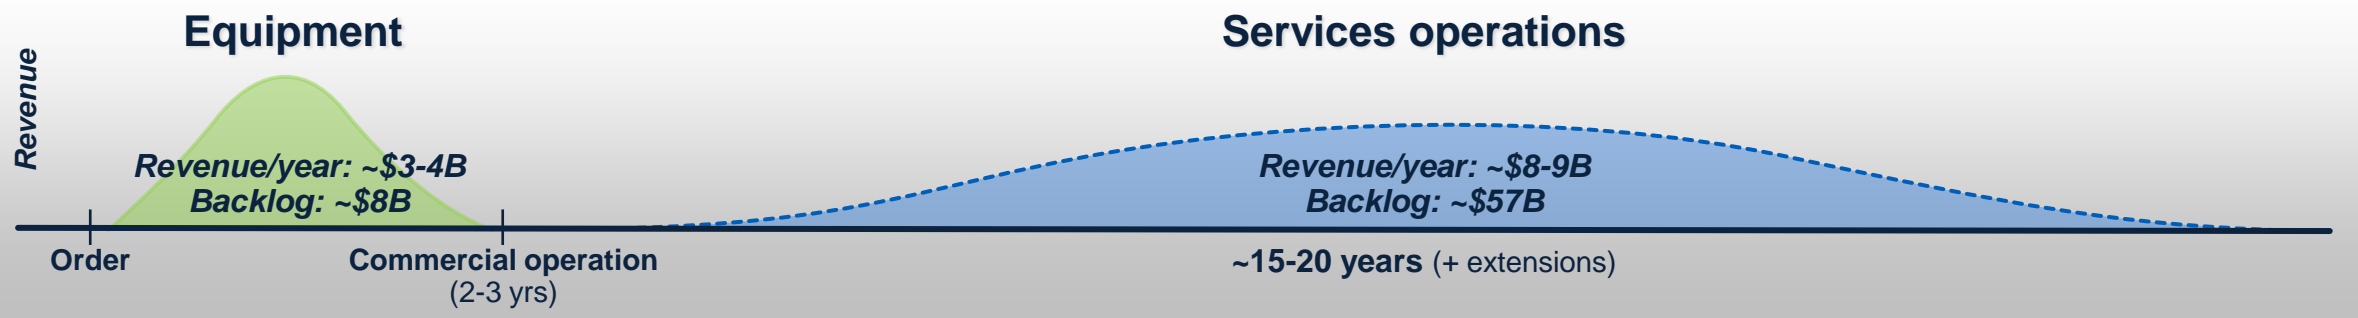 Equipment
Services operations
Revenue
Revenue/year: ~$3-4B
Backlog: ~$8B
Revenue/year: ~$8-9B
Backlog: ~$57B
Order
Commercial operation
(2-3 yrs)
~15-20 years (+ extensions)